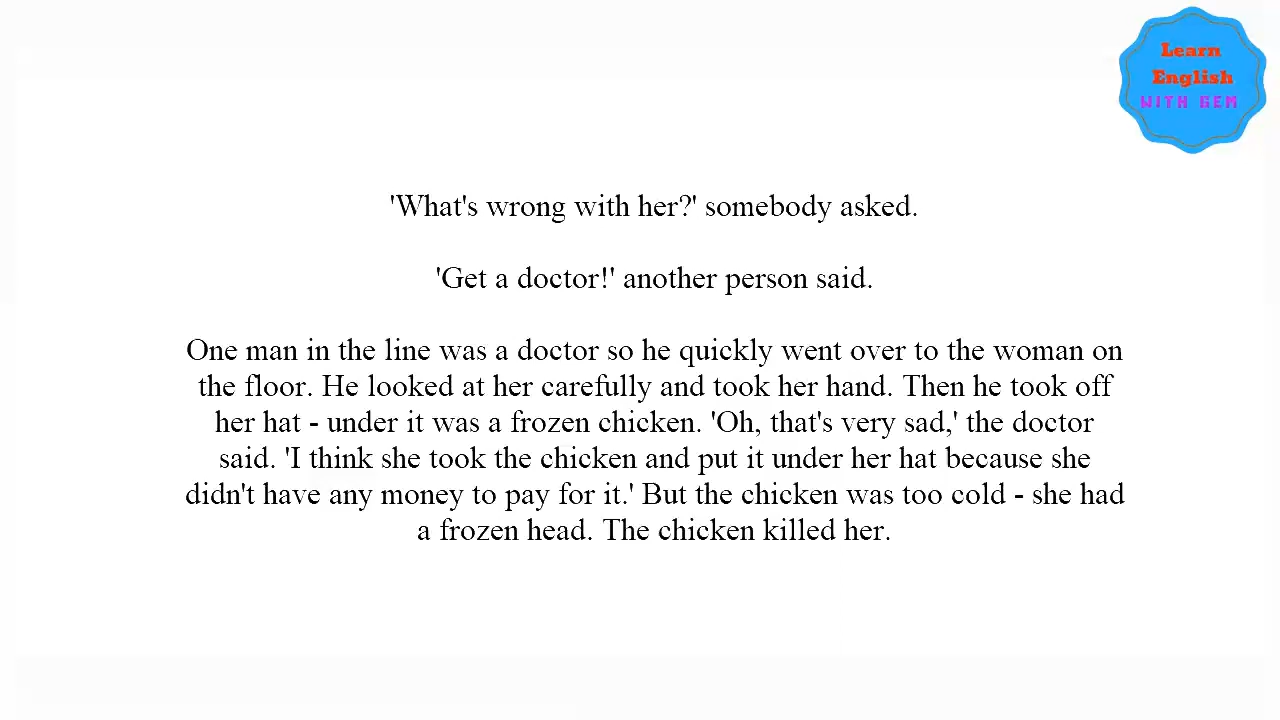 Learn
English
WITH GEM
'What's wrong with her?' somebody asked.
'Get a doctor!' another person said.
One man in the line was a doctor so he quickly went over to the woman on
the floor. He looked at her carefully and took her hand. Then he took off
her hat - under it was a frozen chicken. 'Oh, that's very sad,' the doctor
said. 'I think she took the chicken and put it under her hat because she
didn't have any money to pay for it.' But the chicken was too cold - she had
a frozen head. The chicken killed her.